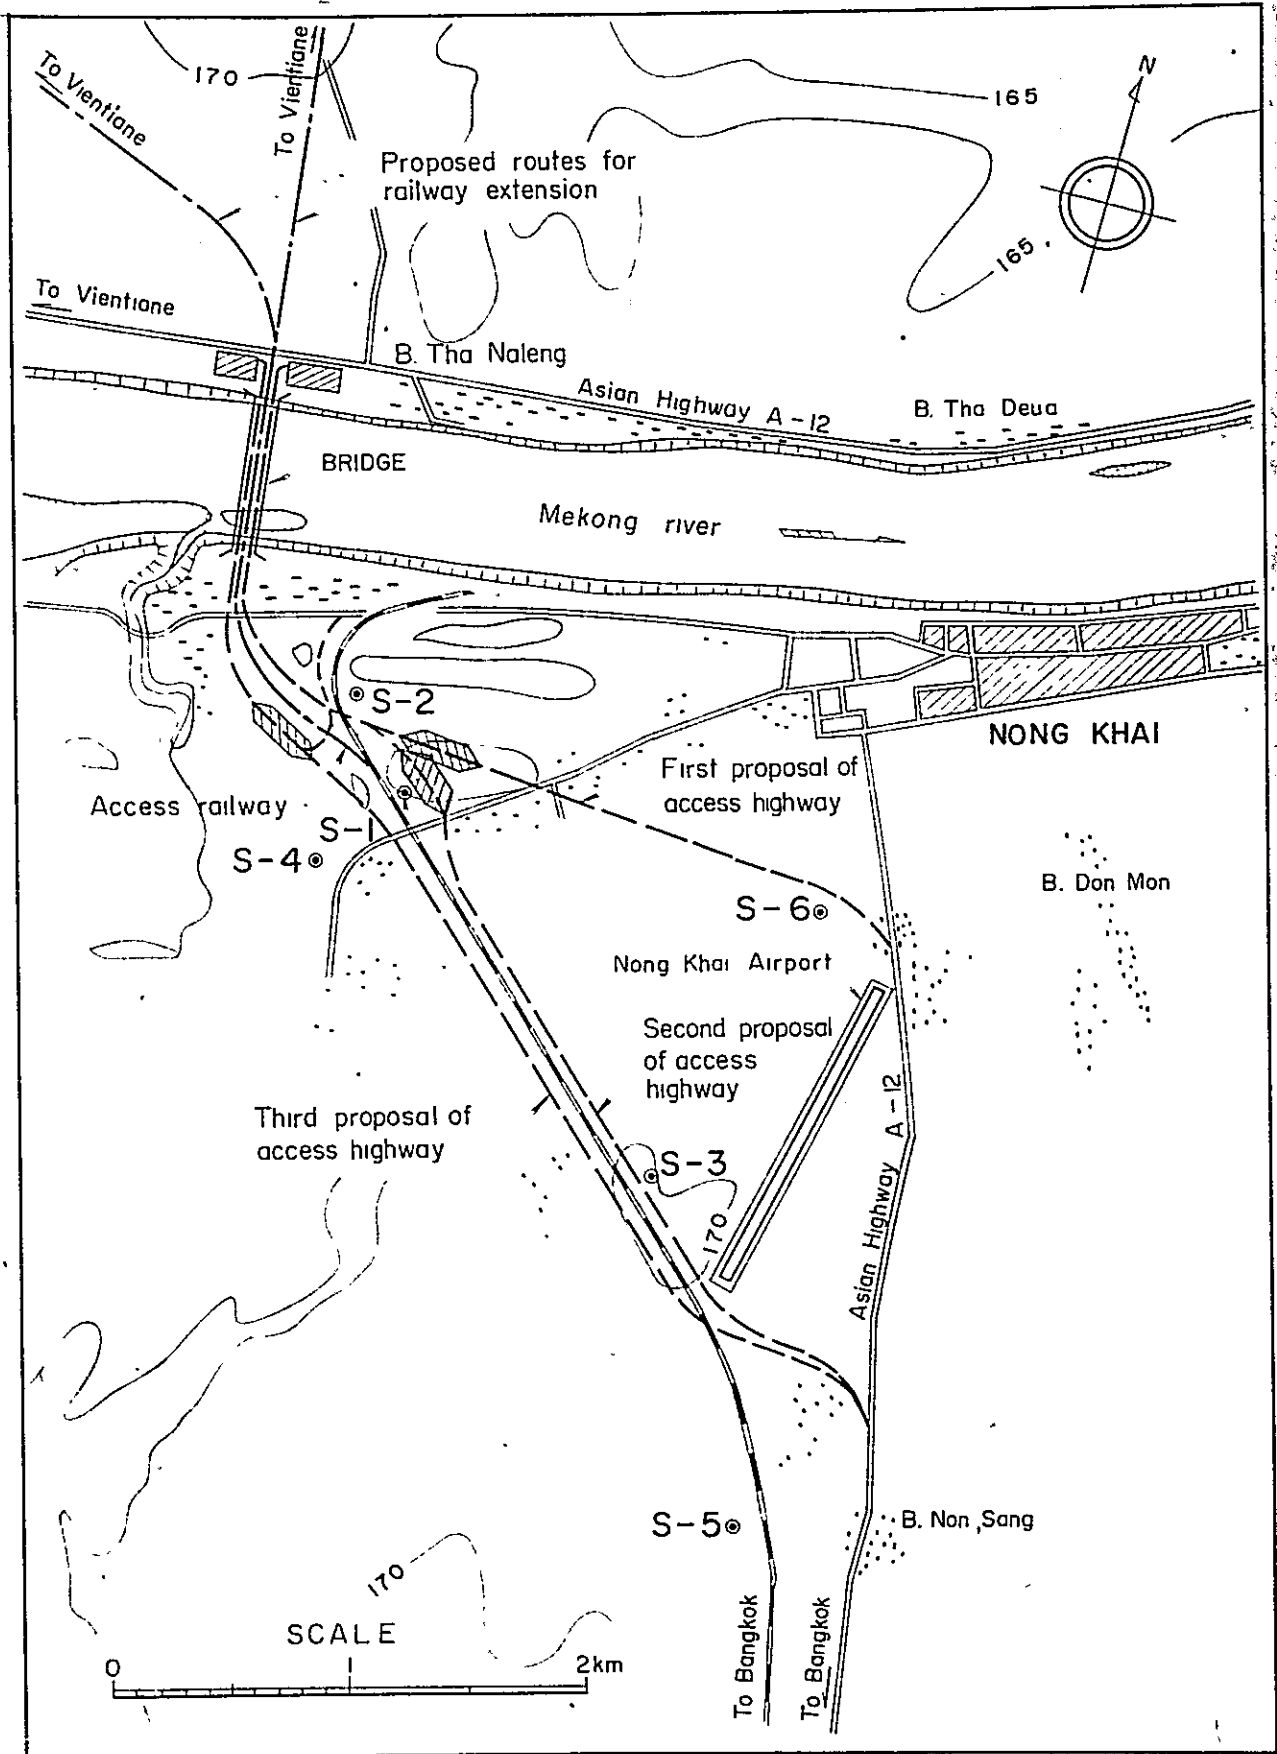 To Vientiane
170
To Vientiane
165
N
Proposed routes for
railway extension
165
To Vientiane
B. Tha Naleng
Asian Highway A-12
B. Tha Deua
BRIDGE
Mekong river
S-2
NONG KHAI
First proposal of
access highway
Access railway
S-1
S-4
B. Don Mon
S-6
Nong Khai Airport
Second proposal
of access
highway
Third proposal of
access highway
S-3
170
Asian Highway A-12
S-5
B. Non Sang
170
SCALE
0 1 2km
To Bangkok
To Bangkok